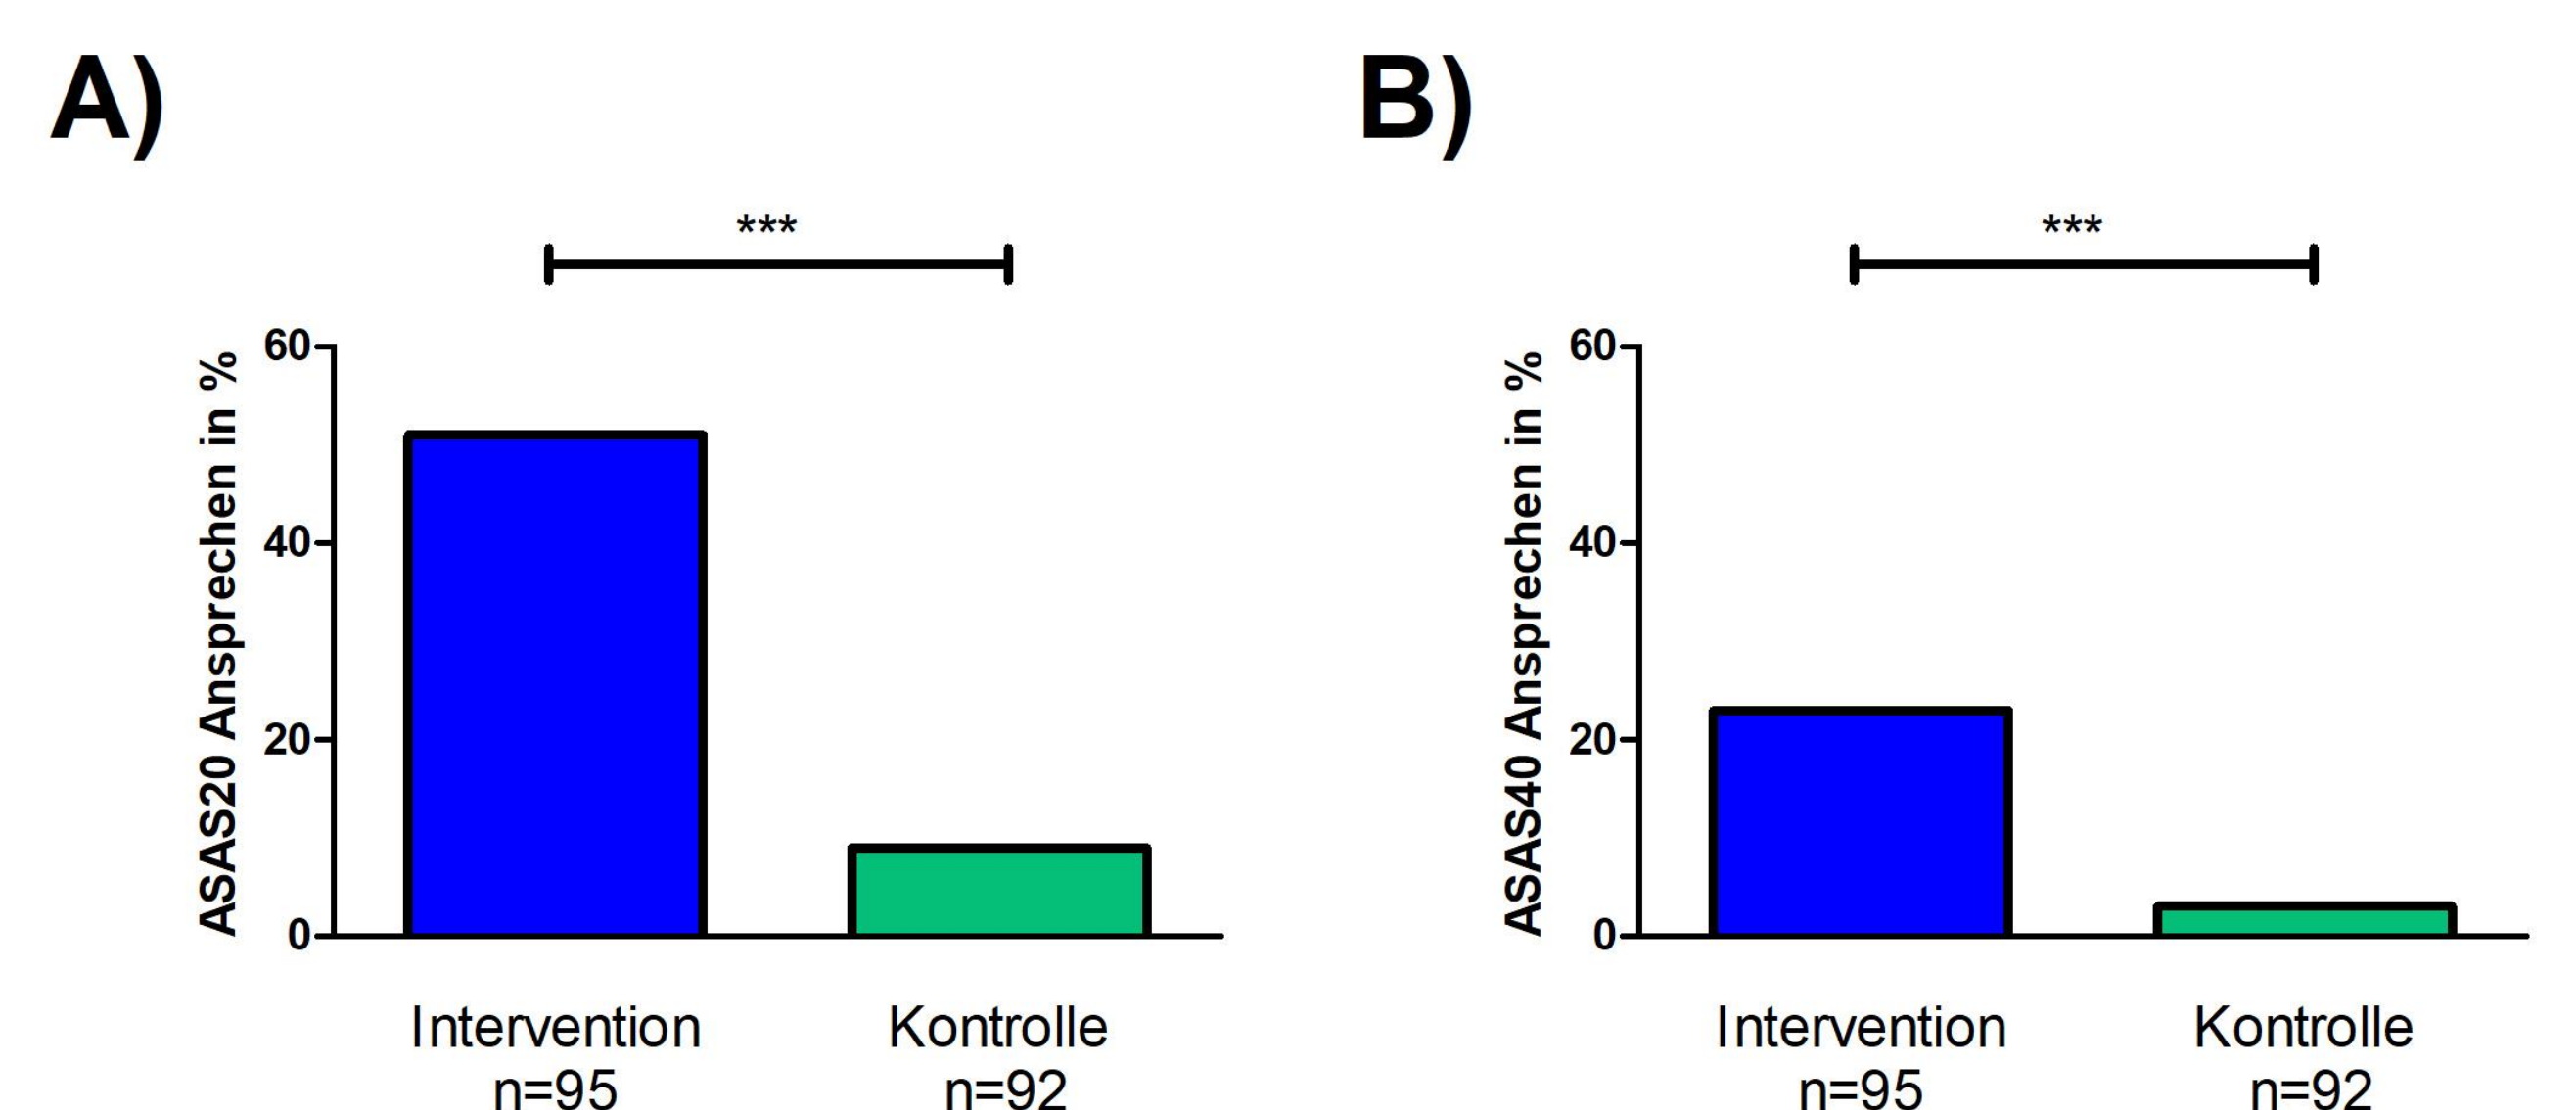 A)
***
ASAS20 Ansprechen in %
60
40
20
0
Intervention
n=95
Kontrolle
n=92
B)
***
ASAS40 Ansprechen in %
60
40
20
0
Intervention
n=95
Kontrolle
n=92